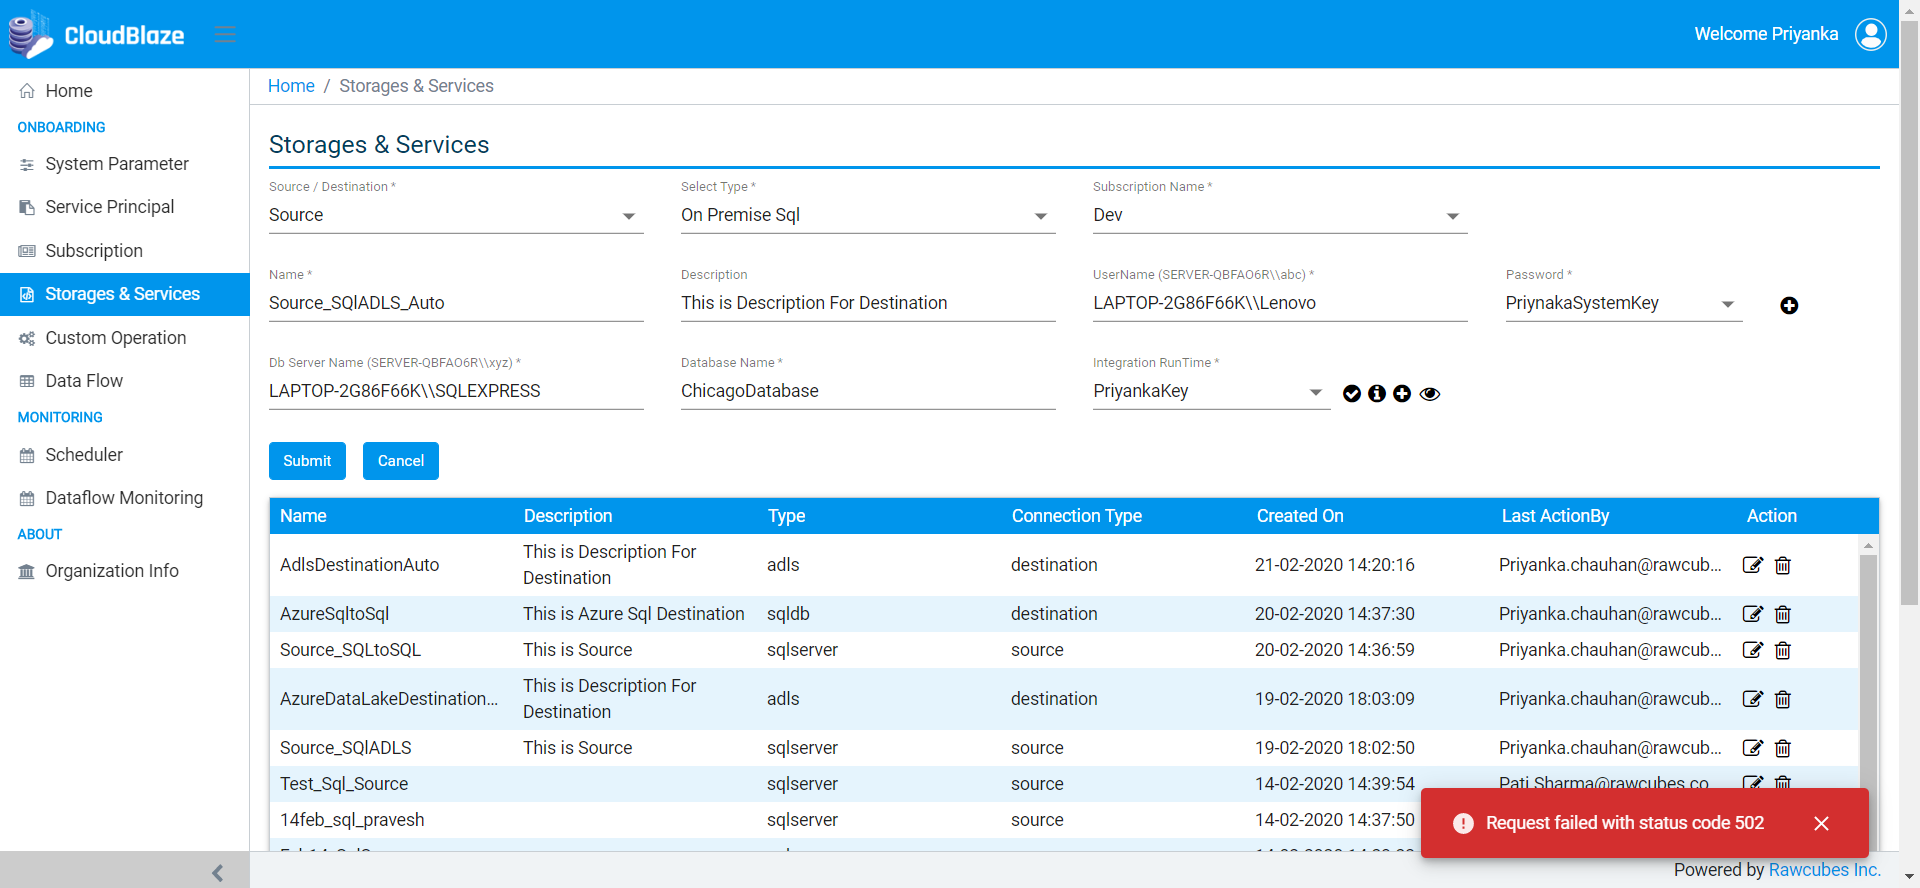 CloudBlaze
Welcome Priyanka
Home
ONBOARDING
System Parameter
Service Principal
Subscription
Storages & Services
Custom Operation
Data Flow
MONITORING
Scheduler
Dataflow Monitoring
ABOUT
Organization Info
Home / Storages & Services
Storages & Services
Source / Destination * Select Type * Subscription Name *
Source On Premise Sql Dev
Name * Description UserName (SERVER-QBFAO6R\\abc) * Password *
Source_SQlADLS_Auto This is Description For Destination LAPTOP-2G86F66K\\Lenovo PriynakaSystemKey
Db Server Name (SERVER-QBFAO6R\\xyz) * Database Name * Integration RunTime *
LAPTOP-2G86F66K\\SQLEXPRESS ChicagoDatabase PriyankaKey
Submit Cancel
Name Description Type Connection Type Created On Last ActionBy Action
AdlsDestinationAuto This is Description For Destination adls destination 21-02-2020 14:20:16 Priyanka.chauhan@rawcub...
AzureSqltoSql This is Azure Sql Destination sqldb destination 20-02-2020 14:37:30 Priyanka.chauhan@rawcub...
Source_SQLtoSQL This is Source sqlserver source 20-02-2020 14:36:59 Priyanka.chauhan@rawcub...
AzureDataLakeDestination... This is Description For Destination adls destination 19-02-2020 18:03:09 Priyanka.chauhan@rawcub...
Source_SQlADLS This is Source sqlserver source 19-02-2020 18:02:50 Priyanka.chauhan@rawcub...
Test_Sql_Source sqlserver source 14-02-2020 14:39:54 Pati.Sharma@rawcubes.co
14feb_sql_pravesh sqlserver source 14-02-2020 14:37:50
Request failed with status code 502
Powered by Rawcubes Inc.